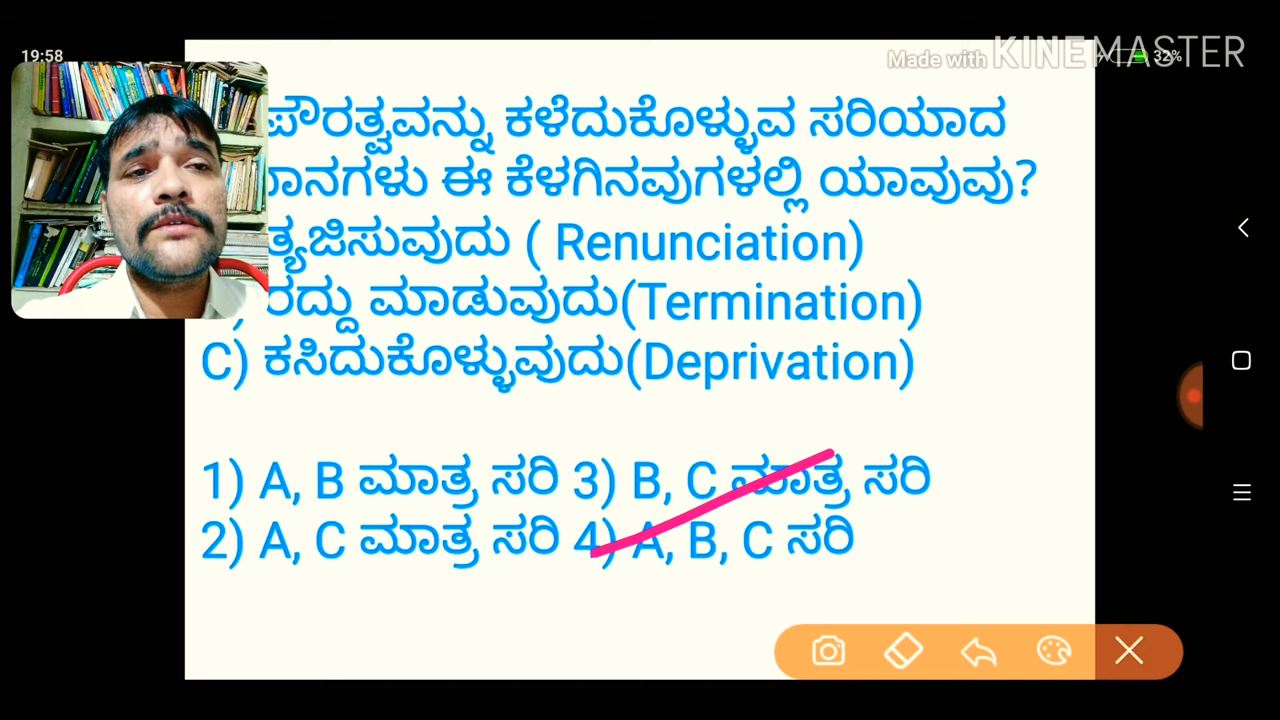 19:58
Made with KINEMASTER
32%
ಪೌರತ್ವವನ್ನು ಕಳೆದುಕೊಳ್ಳುವ ಸರಿಯಾದ
ಈ ಕೆಳಗಿನವುಗಳಲ್ಲಿ ಯಾವುವು?
ತ್ಯಜಿಸುವುದು ( Renunciation)
ರದ್ದು ಮಾಡುವುದು(Termination)
C) ಕಸಿದುಕೊಳ್ಳುವುದು(Deprivation)
1) A, B ಮಾತ್ರ ಸರಿ 3) B, C ಮಾತ್ರ ಸರಿ
2) A, C ಮಾತ್ರ ಸರಿ 4) A, B, C ಸರಿ